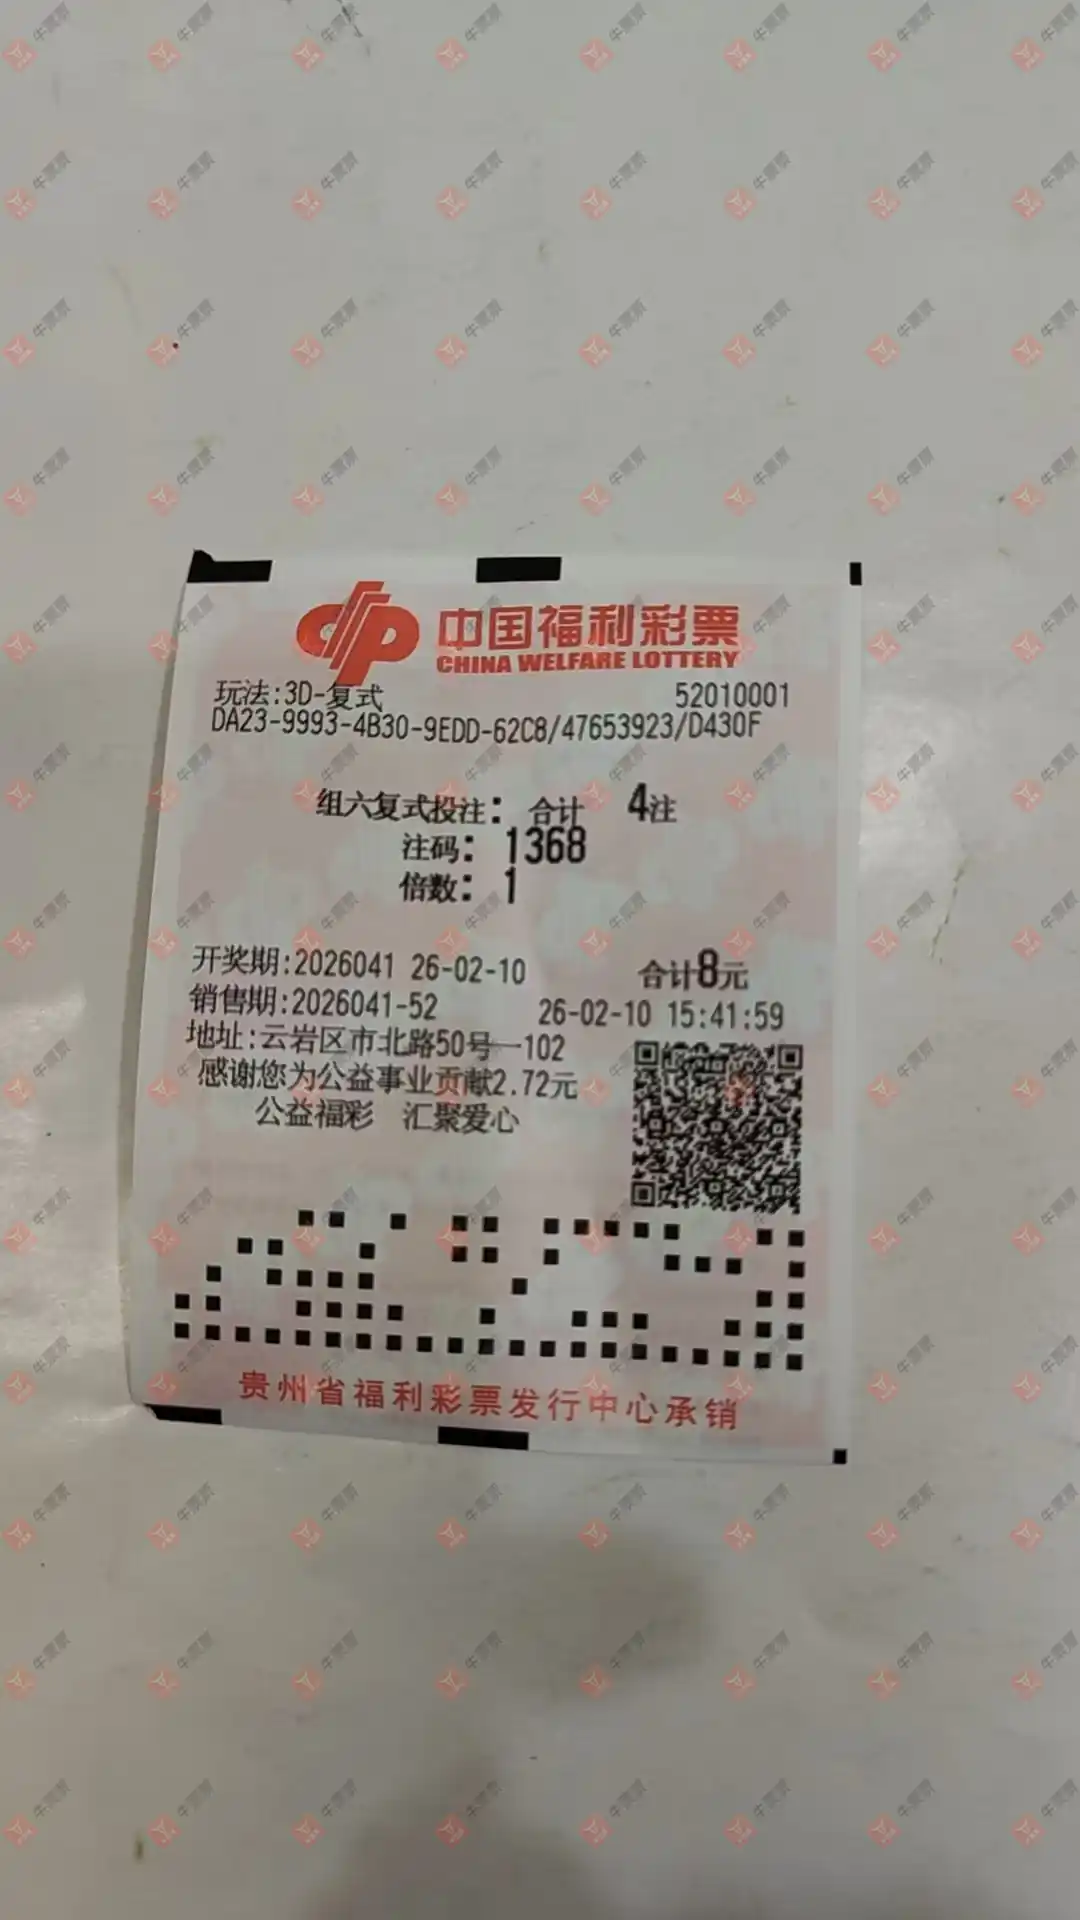 中国福利彩票
CHINA WELFARE LOTTERY
玩法:3D-复式 52010001
DA23-9993-4B30-9EDD-62C8/47653923/D430F
组六复式投注: 合计 4注
注码: 1368
倍数: 1
开奖期:2026041 26-02-10 合计8元
销售期:2026041-52 26-02-10 15:41:59
地址:云岩区市北路50号一102
感谢您为公益事业贡献2.72元
公益福彩 汇聚爱心
贵州省福利彩票发行中心承销